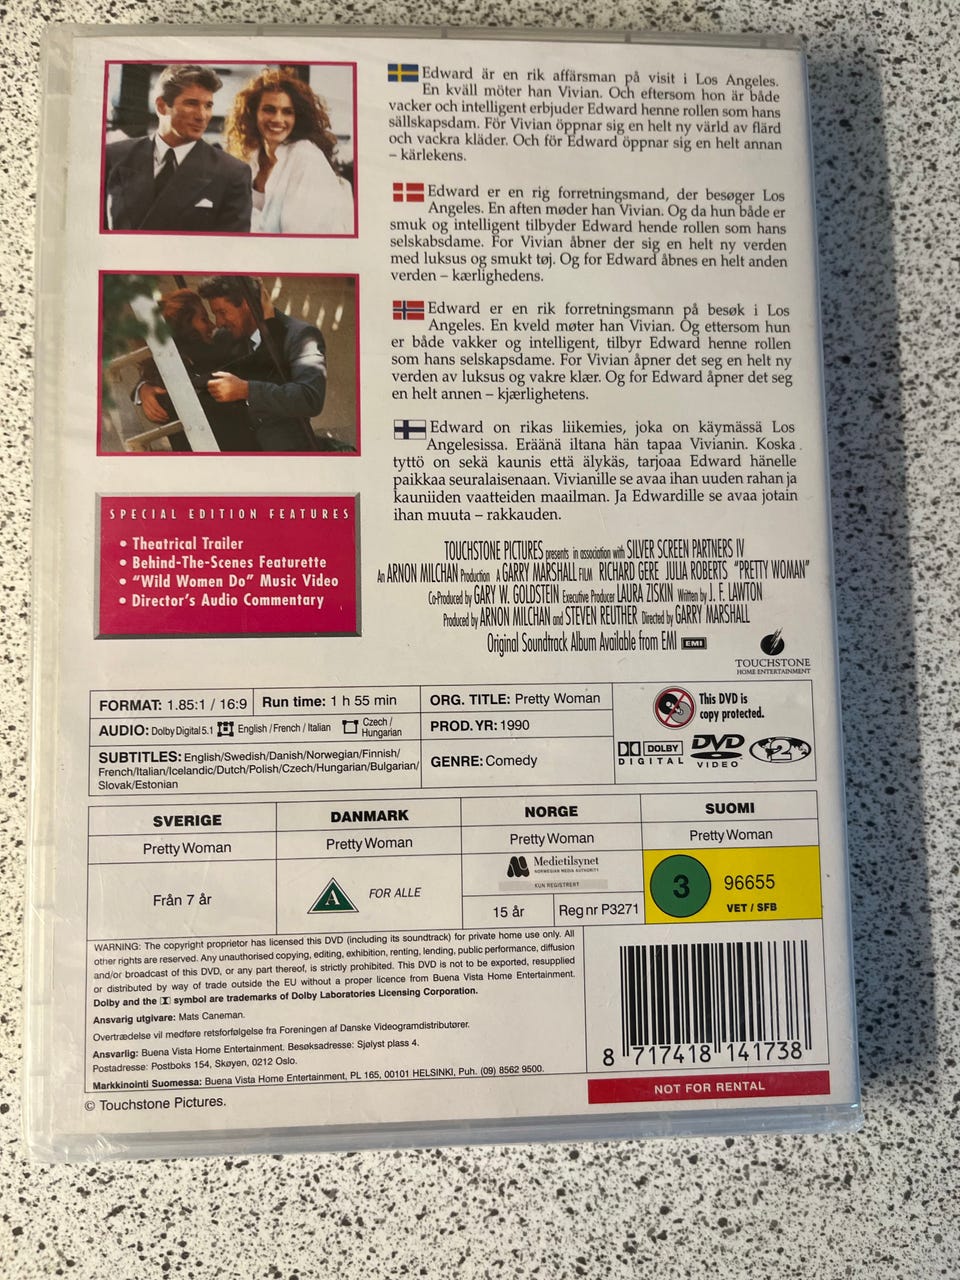 Edward är en rik affärsman på visit i Los Angeles.
En kväll möter han Vivian. Och eftersom hon är både
vacker och intelligent erbjuder Edward henne rollen som hans
sällskapsdam. För Vivian öppnar sig en helt ny värld av flärd
och vackra kläder. Och för Edward öppnar sig en helt annan
– kärlekens.
Edward er en rig forretningsmand, der besøger Los
Angeles. En aften møder han Vivian. Og da hun både er
smuk og intelligent tilbyder Edward hende rollen som hans
selskabsdame. For Vivian åbner der sig en helt ny verden
med luksus og smukt tøj. Og for Edward åbnes en helt anden
verden – kærlighedens.
Edward er en rik forretningsmann på besøk i Los
Angeles. En kveld møter han Vivian. Og ettersom hun
er både vakker og intelligent, tilbyr Edward henne rollen
som hans selskapsdame. For Vivian åpner det seg en helt ny
verden av luksus og vakre klær. Og for Edward åpner det seg
en helt annen – kjærlighetens.
Edward on rikas liikemies, joka on käymässä Los
Angelesissa. Eräänä iltana hän tapaa Vivianin. Koska
tyttö on sekä kaunis että älykäs, tarjoaa Edward hänelle
paikkaa seuralaisenaan. Vivianille se avaa ihan uuden rahan ja
kauniiden vaatteiden maailman. Ja Edwardille se avaa jotain
ihan muuta – rakkauden.
SPECIAL EDITION FEATURES
• Theatrical Trailer
• Behind-The-Scenes Featurette
• "Wild Women Do" Music Video
• Director's Audio Commentary
TOUCHSTONE PICTURES presents in association with SILVER SCREEN PARTNERS IV
An ARNON MILCHAN Production A GARRY MARSHALL FILM RICHARD GERE JULIA ROBERTS "PRETTY WOMAN"
Co-Produced by GARY W. GOLDSTEIN Executive Producer LAURA ZISKIN Written by J. F. LAWTON
Produced by ARNON MILCHAN and STEVEN REUTHER Directed by GARRY MARSHALL
Original Soundtrack Album Available from EMI EMI
TOUCHSTONE
HOME ENTERTAINMENT
FORMAT: 1.85:1 / 16:9
Run time: 1 h 55 min
ORG. TITLE: Pretty Woman
AUDIO: Dolby Digital 5.1 English / French / Italian Czech / Hungarian
PROD. YR: 1990
SUBTITLES: English/Swedish/Danish/Norwegian/Finnish/
French/Italian/Icelandic/Dutch/Polish/Czech/Hungarian/Bulgarian/
Slovak/Estonian
GENRE: Comedy
This DVD is
copy protected.
DOLBY
DIGITAL
DVD
VIDEO
2
SVERIGE
DANMARK
NORGE
SUOMI
Pretty Woman
Pretty Woman
Pretty Woman
Pretty Woman
Från 7 år
A
FOR ALLE
Medietilsynet
NORWEGIAN MEDIA AUTHORITY
KUN REGISTRERT
15 år
Reg nr P3271
3
96655
VET / SFB
WARNING: The copyright proprietor has licensed this DVD (including its soundtrack) for private home use only. All
other rights are reserved. Any unauthorised copying, editing, exhibition, renting, lending, public performance, diffusion
and/or broadcast of this DVD, or any part thereof, is strictly prohibited. This DVD is not to be exported, resupplied
or distributed by way of trade outside the EU without a proper licence from Buena Vista Home Entertainment.
Dolby and the symbol are trademarks of Dolby Laboratories Licensing Corporation.
Ansvarig utgivare: Mats Caneman.
Overtrædelse vil medføre retsforfølgelse fra Foreningen af Danske Videogramdistributører.
Ansvarlig: Buena Vista Home Entertainment. Besøksadresse: Sjølyst plass 4.
Postadresse: Postboks 154, Skøyen, 0212 Oslo.
Markkinointi Suomessa: Buena Vista Home Entertainment, PL 165, 00101 HELSINKI, Puh. (09) 8562 9500.
8 717418 141738
NOT FOR RENTAL
© Touchstone Pictures.